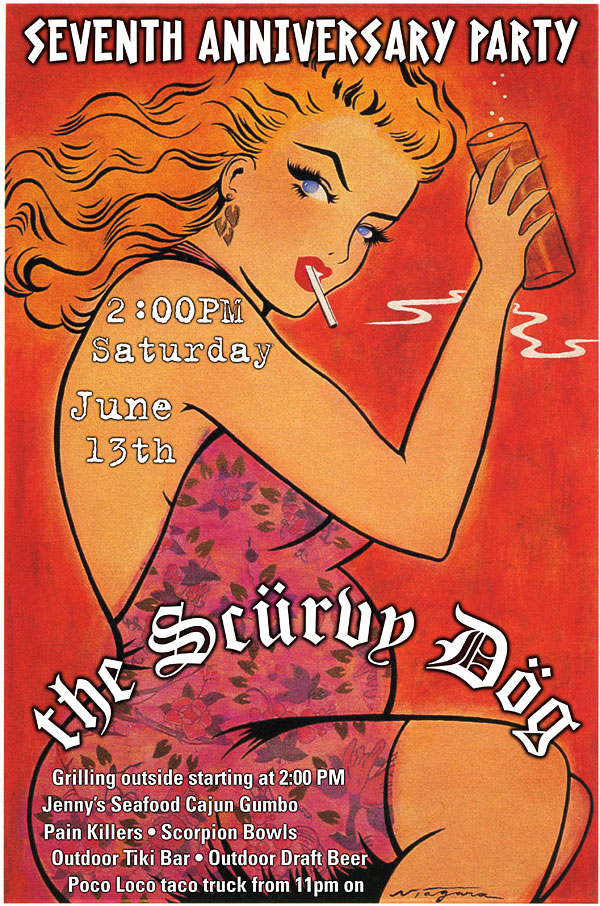 SEVENTH ANNIVERSARY PARTY
2:00PM
Saturday
June
13th
the Scürvy Dög
Grilling outside starting at 2:00 PM
Jenny's Seafood Cajun Gumbo
Pain Killers • Scorpion Bowls
Outdoor Tiki Bar • Outdoor Draft Beer
Poco Loco taco truck from 11pm on
Niagara